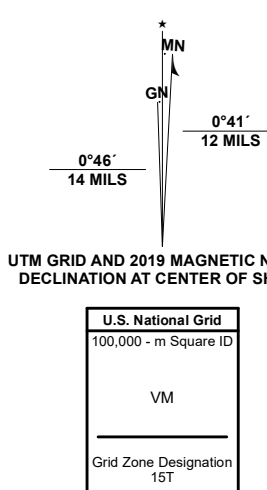 ★
MN
GN
0°41´
12 MILS
0°46´
14 MILS
UTM GRID AND 2019 MAGNETIC
DECLINATION AT CENTER OF
U.S. National Grid
100,000 - m Square ID
VM
Grid Zone Designation
15T